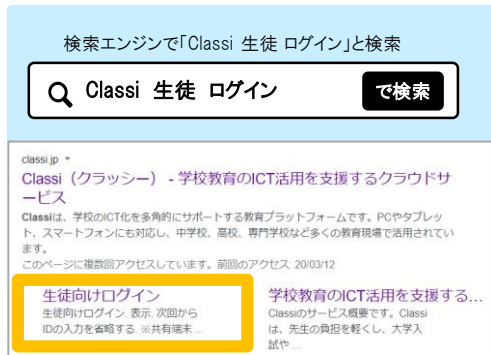 検索エンジンで「Classi 生徒 ログイン」と検索
Classi 生徒 ログイン
で検索
classi.jp
Classi（クラッシー） - 学校教育のICT活用を支援するクラウドサ
ービス
Classiは、学校のICT化を多角的にサポートする教育プラットフォームです。PCやタブレッ
ト、スマートフォンにも対応し、中学校、高校、専門学校など多くの教育現場で活用されてい
ます。
このページに複数回アクセスしています。前回のアクセス: 20/03/12
生徒向けログイン
生徒向けログイン. 表示. 次回から
IDの入力を省略する. ※共有端末 ...
学校教育のICT活用を支援する...
Classiのサービス概要です。Classi
は、先生の負担を軽くし、大学入
試や ...